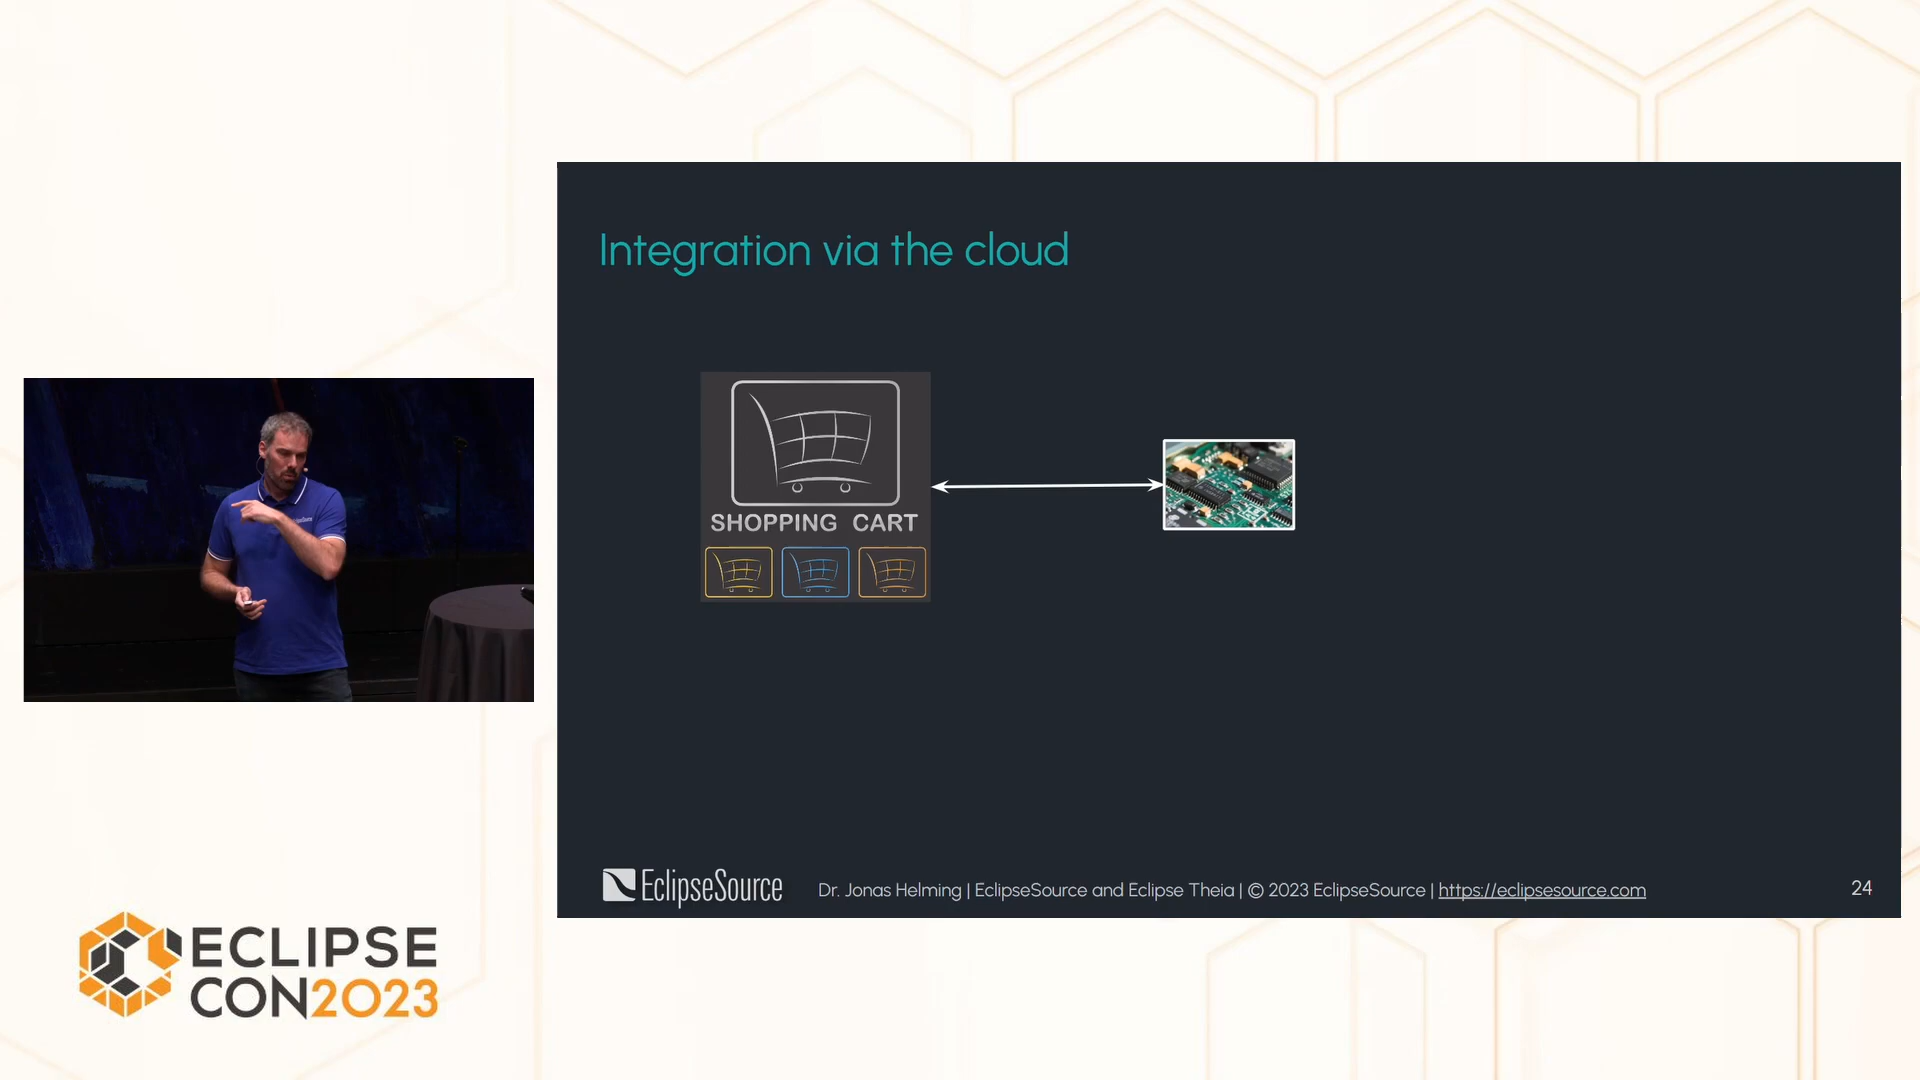 Integration via the cloud
SHOPPING CART
EclipseSource
Dr. Jonas Helming | EclipseSource and Eclipse Theia | © 2023 EclipseSource | https://eclipsesource.com
24
ECLIPSE
CON2023